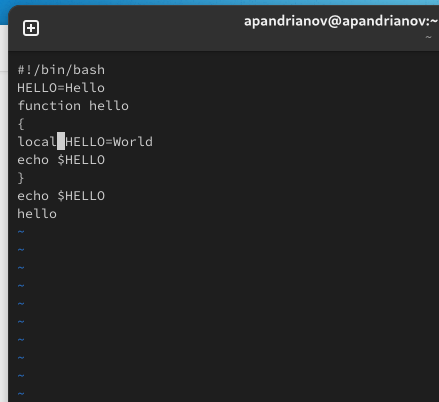 apandrianov@apandrianov:~
~
#!/bin/bash
HELLO=Hello
function hello
{
local HELLO=World
echo $HELLO
}
echo $HELLO
hello
~
~
~
~
~
~
~
~
~
~